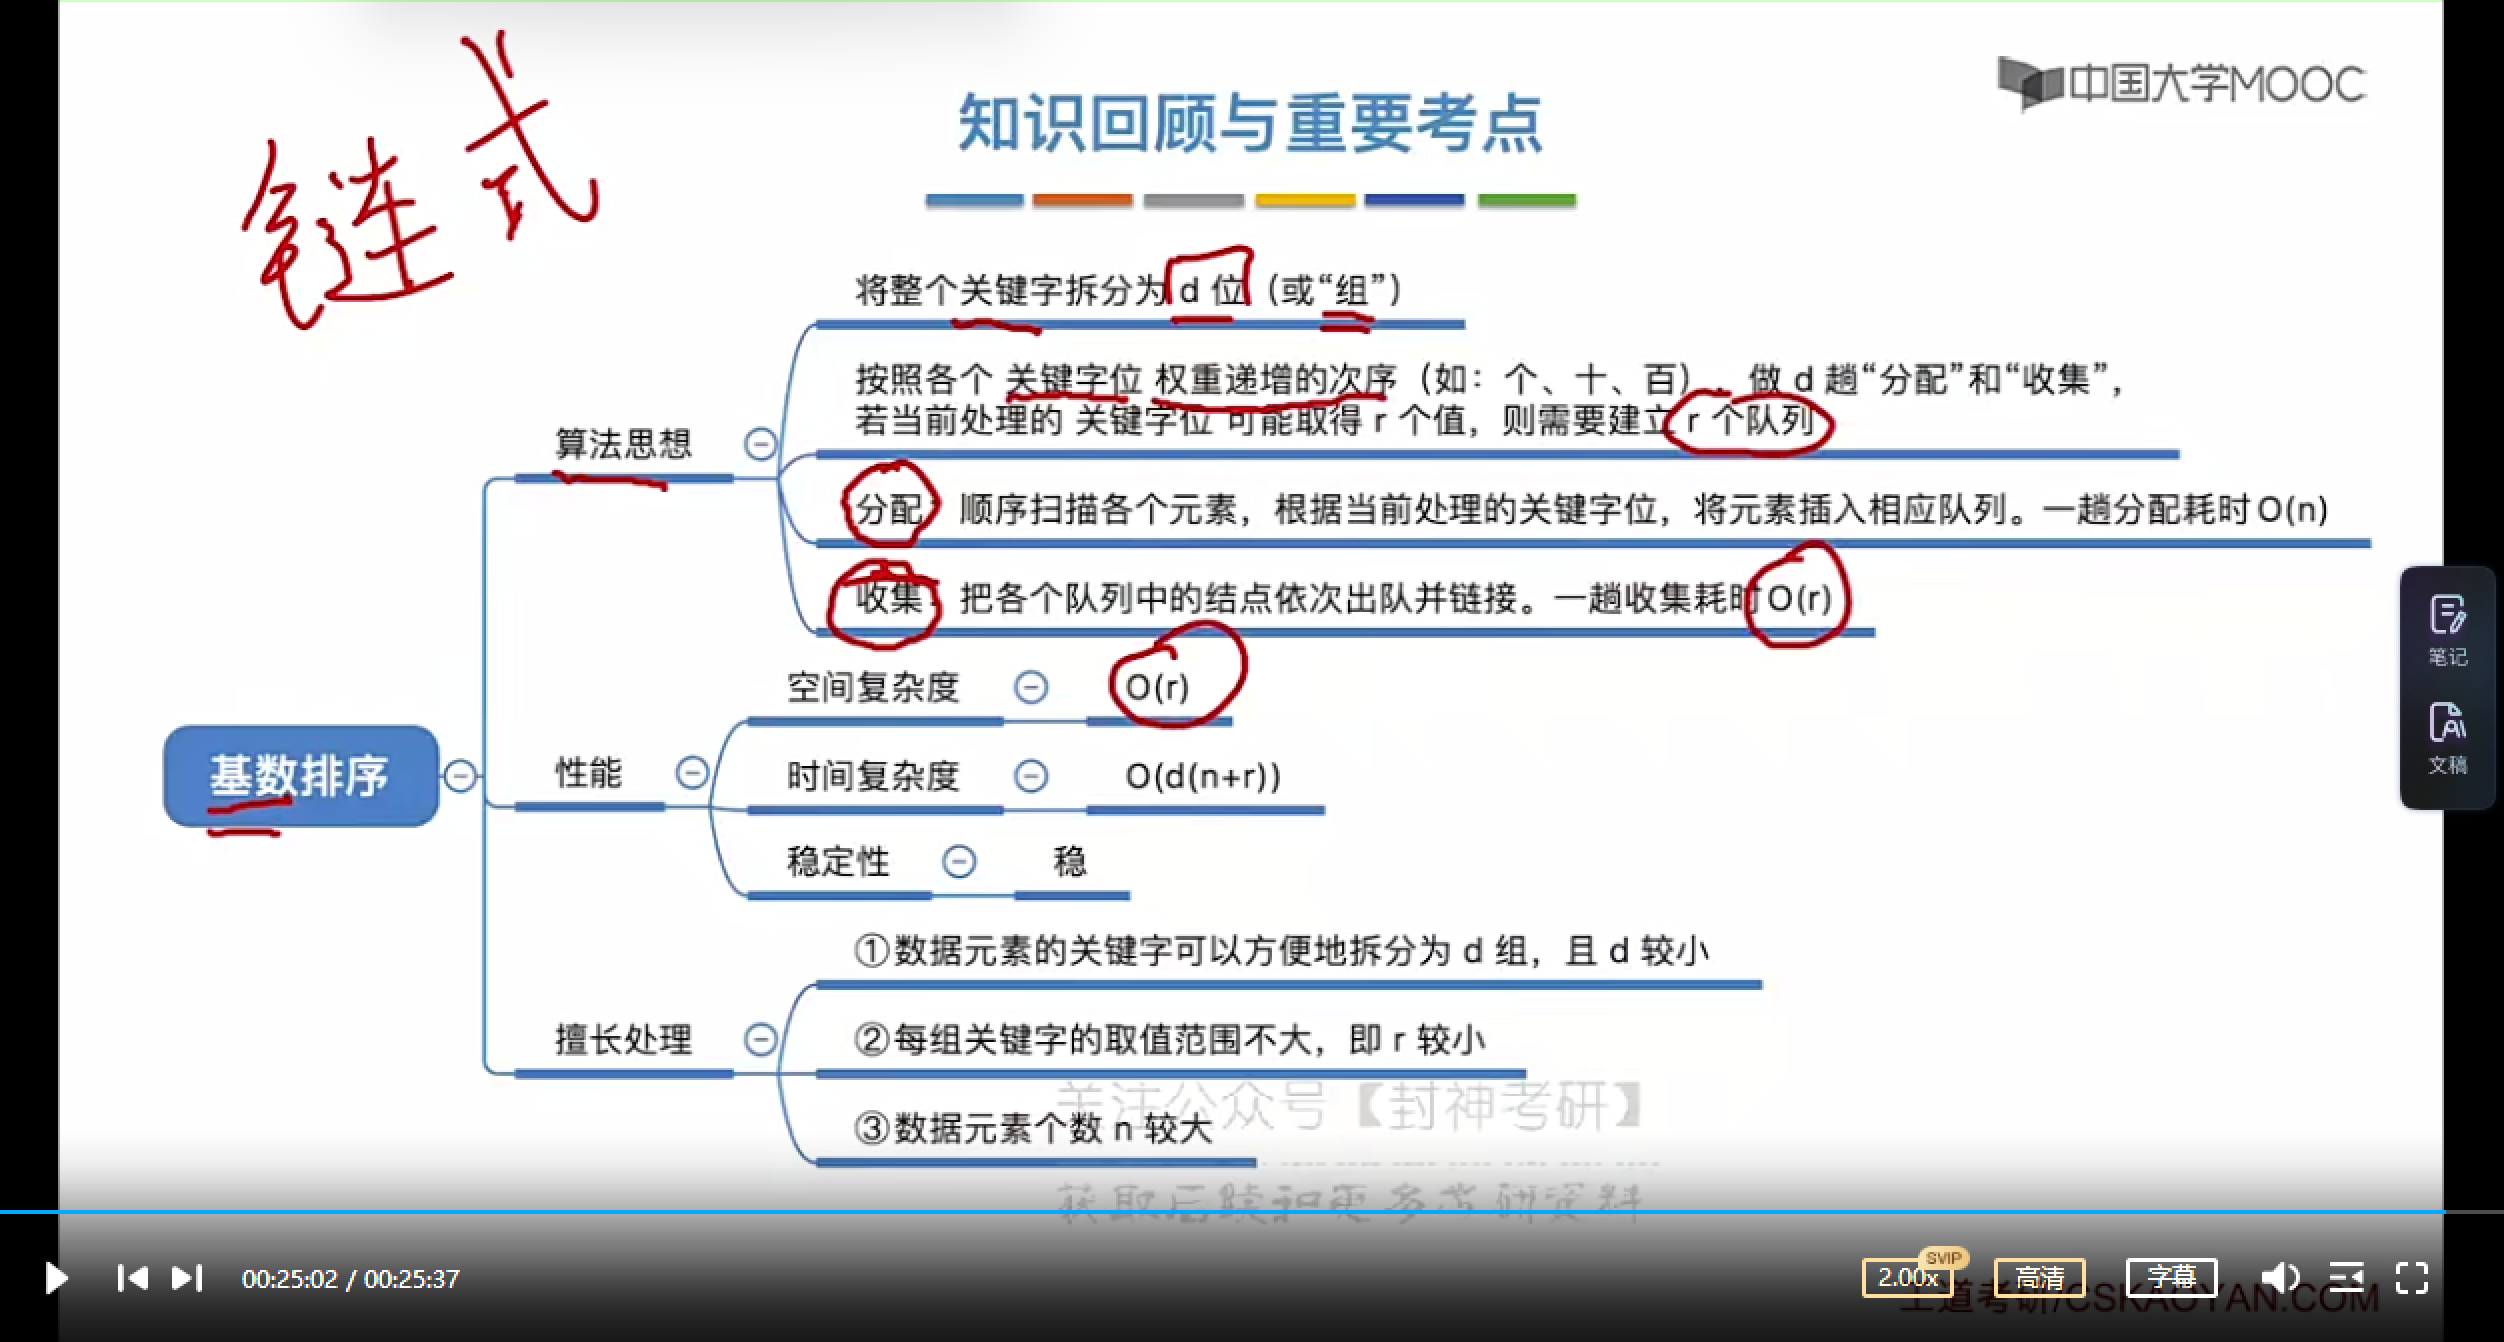 链式
中国大学MOOC
知识回顾与重要考点
将整个关键字拆分为 d 位（或“组”）
按照各个 关键字位 权重递增的次序（如：个、十、百），做 d 趟“分配”和“收集”，
若当前处理的 关键字位 可能取得 r 个值，则需要建立 r 个队列
算法思想
分配：顺序扫描各个元素，根据当前处理的关键字位，将元素插入相应队列。一趟分配耗时O(n)
收集：把各个队列中的结点依次出队并链接。一趟收集耗时O(r)
空间复杂度
O(r)
基数排序
性能
时间复杂度
O(d(n+r))
稳定性
稳
①数据元素的关键字可以方便地拆分为 d 组，且 d 较小
擅长处理
②每组关键字的取值范围不大，即 r 较小
③数据元素个数 n 较大
关注公众号【封神考研】
获取后续和更多考研资料
笔记
文稿
00:25:02 / 00:25:37
2.00x
SVIP
高清
字幕
王道考研/CSKAOYAN.COM